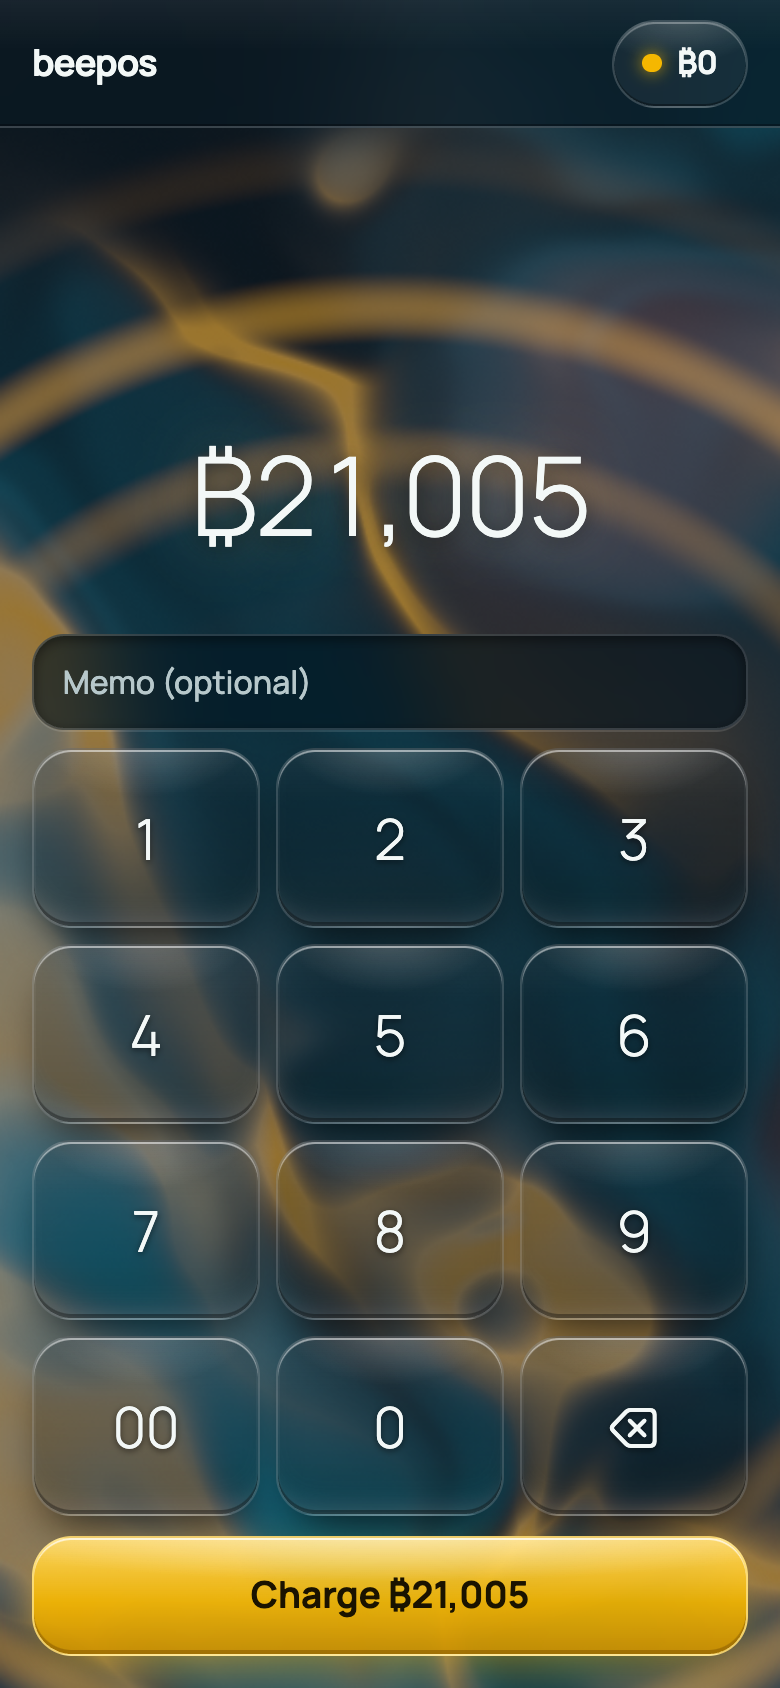 beepos
₿0
₿21,005
Memo (optional)
1 2 3
4 5 6
7 8 9
00 0
Charge ₿21,005